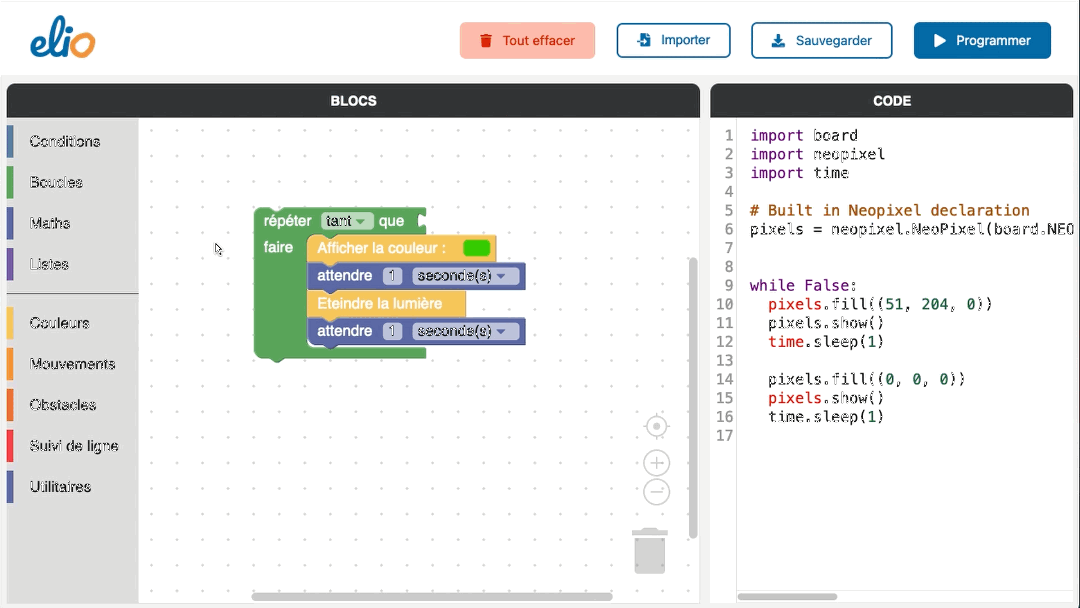 elio
Tout effacer
Importer
Sauvegarder
Programmer
BLOCS
Conditions
Boucles
Maths
Listes
Couleurs
Mouvements
Obstacles
Suivi de ligne
Utilitaires
répéter tant que
faire
Afficher la couleur :
attendre 1 seconde(s)
Eteindre la lumière
attendre 1 seconde(s)
CODE
1 import board
2 import neopixel
3 import time
4
5 # Built in Neopixel declaration
6 pixels = neopixel.NeoPixel(board.NEO
7
8
9 while False:
10 pixels.fill((51, 204, 0))
11 pixels.show()
12 time.sleep(1)
13
14 pixels.fill((0, 0, 0))
15 pixels.show()
16 time.sleep(1)
17